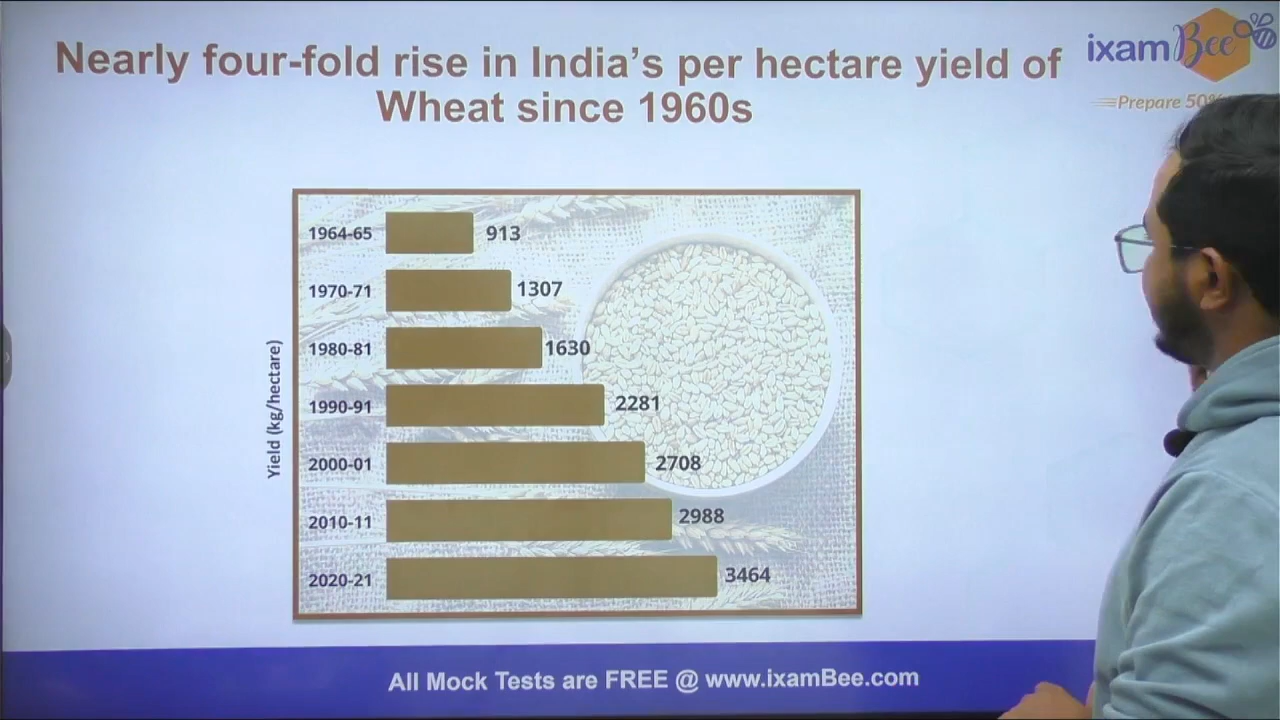 Nearly four-fold rise in India's per hectare yield of
Wheat since 1960s
ixamBee
Prepare 50%
Yield (kg/hectare)
1964-65 913
1970-71 1307
1980-81 1630
1990-91 2281
2000-01 2708
2010-11 2988
2020-21 3464
All Mock Tests are FREE @ www.ixamBee.com